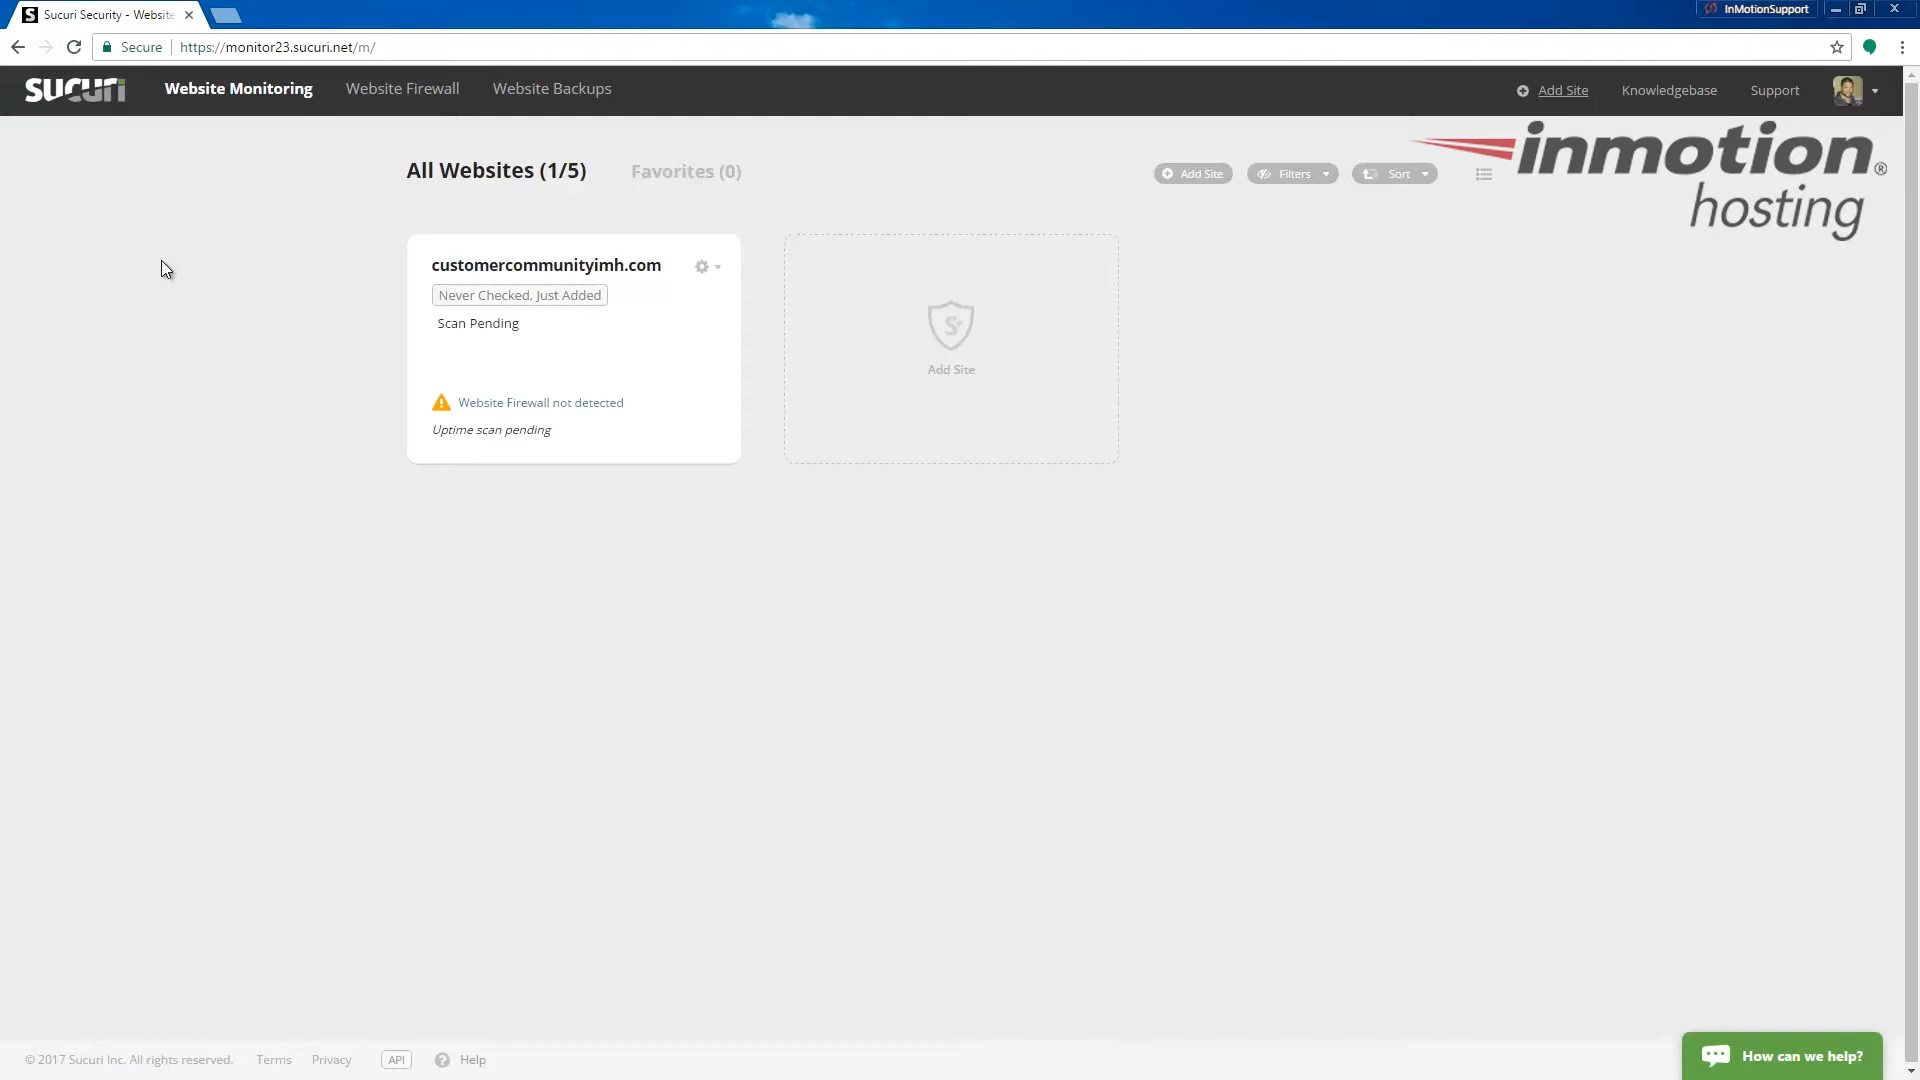 Sucuri Security - Website
InMotionSupport
Secure
https://monitor23.sucuri.net/m/
SUCUri
Website Monitoring
Website Firewall
Website Backups
Add Site
Knowledgebase
Support
inmotion®
hosting
All Websites (1/5)
Favorites (0)
Add Site
Filters
Sort
customercommunityimh.com
Never Checked, Just Added
Scan Pending
Website Firewall not detected
Uptime scan pending
S
Add Site
© 2017 Sucuri Inc. All rights reserved.
Terms
Privacy
API
Help
How can we help?